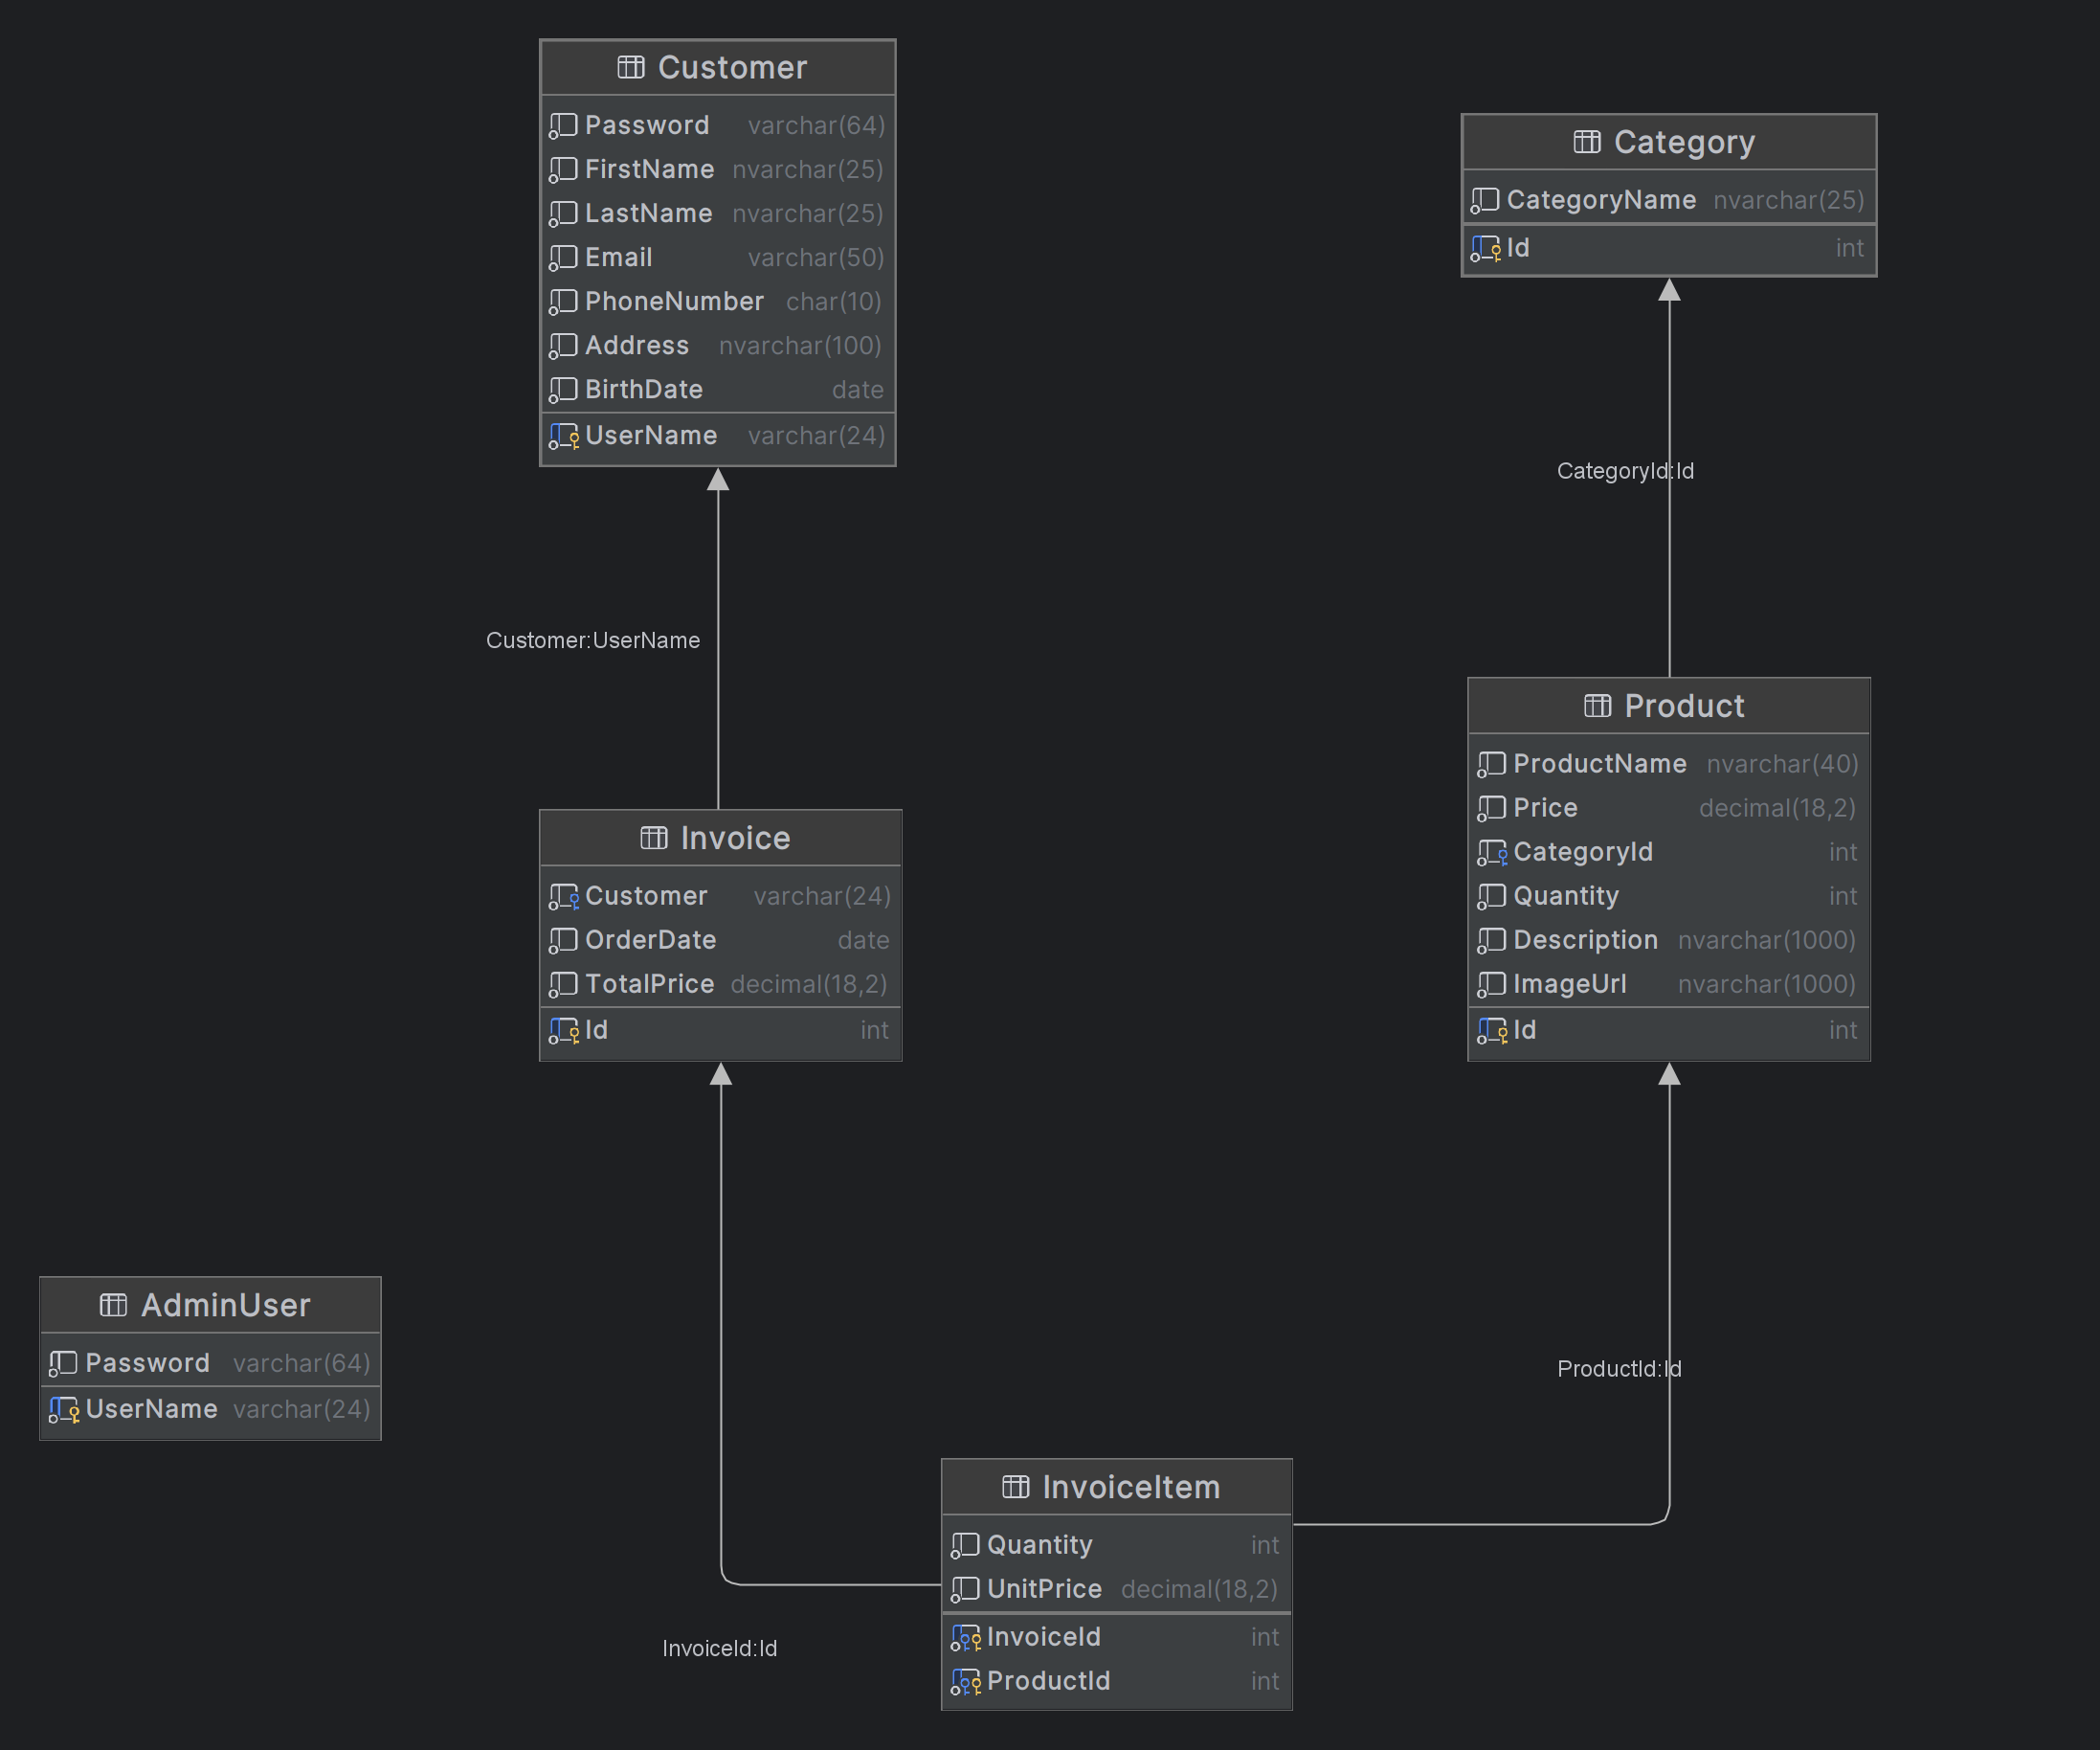 Customer
Password varchar(64)
FirstName nvarchar(25)
LastName nvarchar(25)
Email varchar(50)
PhoneNumber char(10)
Address nvarchar(100)
BirthDate date
UserName varchar(24)
Category
CategoryName nvarchar(25)
Id int
CategoryId:Id
Customer:UserName
Product
ProductName nvarchar(40)
Price decimal(18,2)
CategoryId int
Quantity int
Description nvarchar(1000)
ImageUrl nvarchar(1000)
Id int
Invoice
Customer varchar(24)
OrderDate date
TotalPrice decimal(18,2)
Id int
AdminUser
Password varchar(64)
UserName varchar(24)
ProductId:Id
InvoiceItem
Quantity int
UnitPrice decimal(18,2)
InvoiceId int
ProductId int
InvoiceId:Id